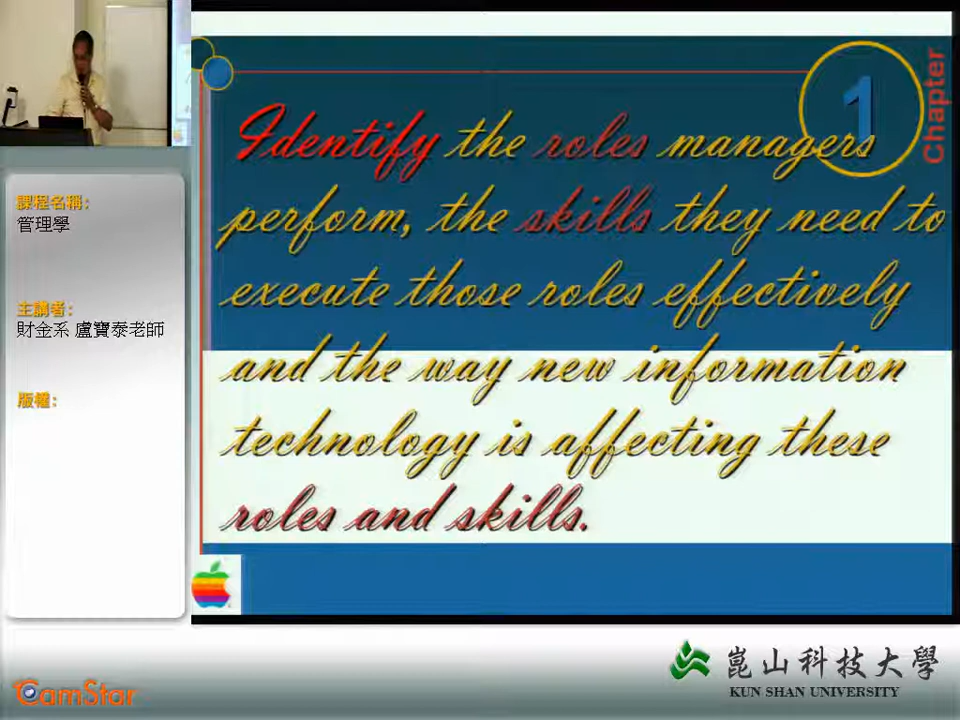 課程名稱:
管理學
主講者:
財金系 盧寶泰老師
版權:
1
Chapter
Identify the roles managers
perform, the skills they need to
execute those roles effectively
and the way new information
technology is affecting these
roles and skills.
CamStar
崑山科技大學
KUN SHAN UNIVERSITY